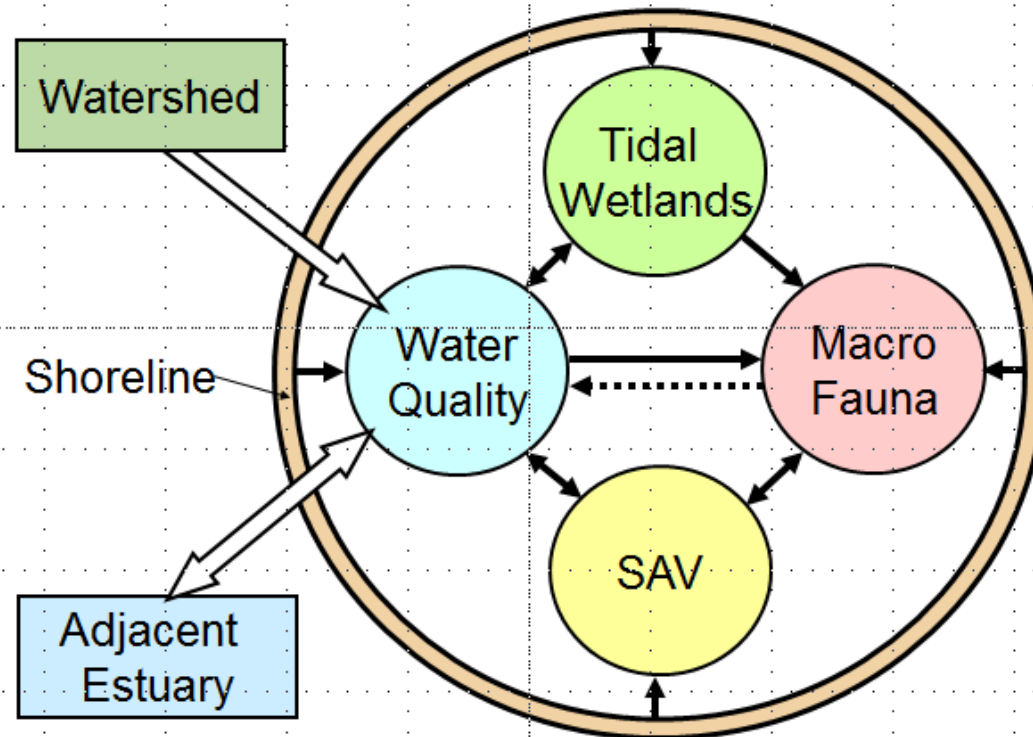 Watershed
Tidal
Wetlands
Water
Quality
Macro
Fauna
Shoreline
SAV
Adjacent
Estuary